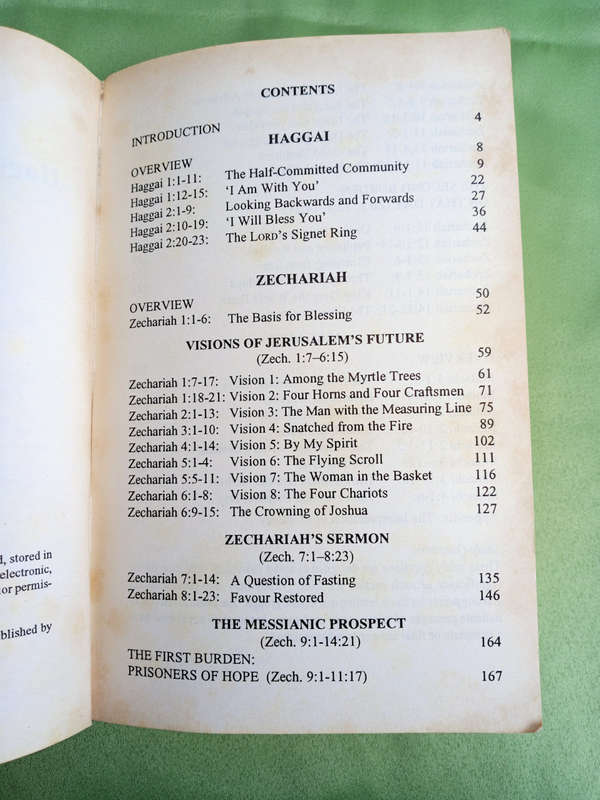 CONTENTS
INTRODUCTION 4
HAGGAI
OVERVIEW 8
Haggai 1:1-11: The Half-Committed Community 9
Haggai 1:12-15: ‘I Am With You’ 22
Haggai 2:1-9: Looking Backwards and Forwards 27
Haggai 2:10-19: ‘I Will Bless You’ 36
Haggai 2:20-23: The LORD’s Signet Ring 44
ZECHARIAH
OVERVIEW 50
Zechariah 1:1-6: The Basis for Blessing 52
VISIONS OF JERUSALEM’S FUTURE
(Zech. 1:7–6:15) 59
Zechariah 1:7-17: Vision 1: Among the Myrtle Trees 61
Zechariah 1:18-21: Vision 2: Four Horns and Four Craftsmen 71
Zechariah 2:1-13: Vision 3: The Man with the Measuring Line 75
Zechariah 3:1-10: Vision 4: Snatched from the Fire 89
Zechariah 4:1-14: Vision 5: By My Spirit 102
Zechariah 5:1-4: Vision 6: The Flying Scroll 111
Zechariah 5:5-11: Vision 7: The Woman in the Basket 116
Zechariah 6:1-8: Vision 8: The Four Chariots 122
Zechariah 6:9-15: The Crowning of Joshua 127
ZECHARIAH’S SERMON
(Zech. 7:1–8:23)
Zechariah 7:1-14: A Question of Fasting 135
Zechariah 8:1-23: Favour Restored 146
THE MESSIANIC PROSPECT
(Zech. 9:1-14:21) 164
THE FIRST BURDEN:
PRISONERS OF HOPE (Zech. 9:1-11:17) 167
stored in
electronic,
or permis-
blished by